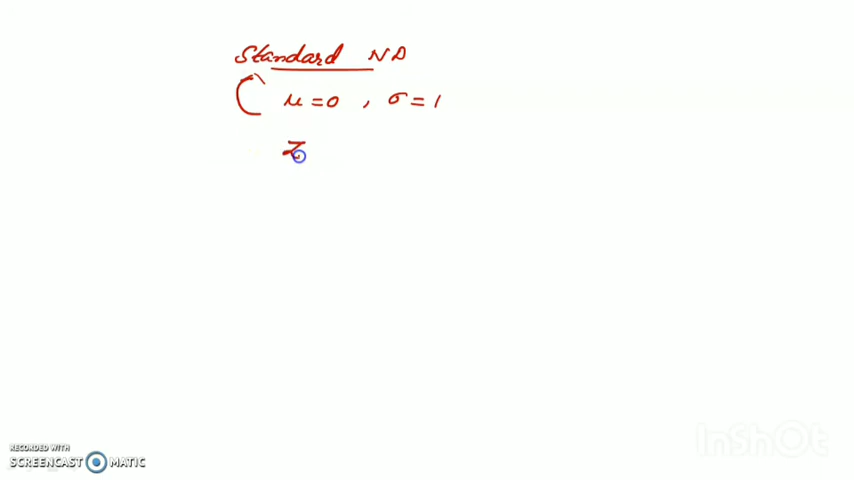 Standard ND
( μ = 0 , σ = 1
Z
RECORDED WITH
SCREENCAST MATIC
InShot